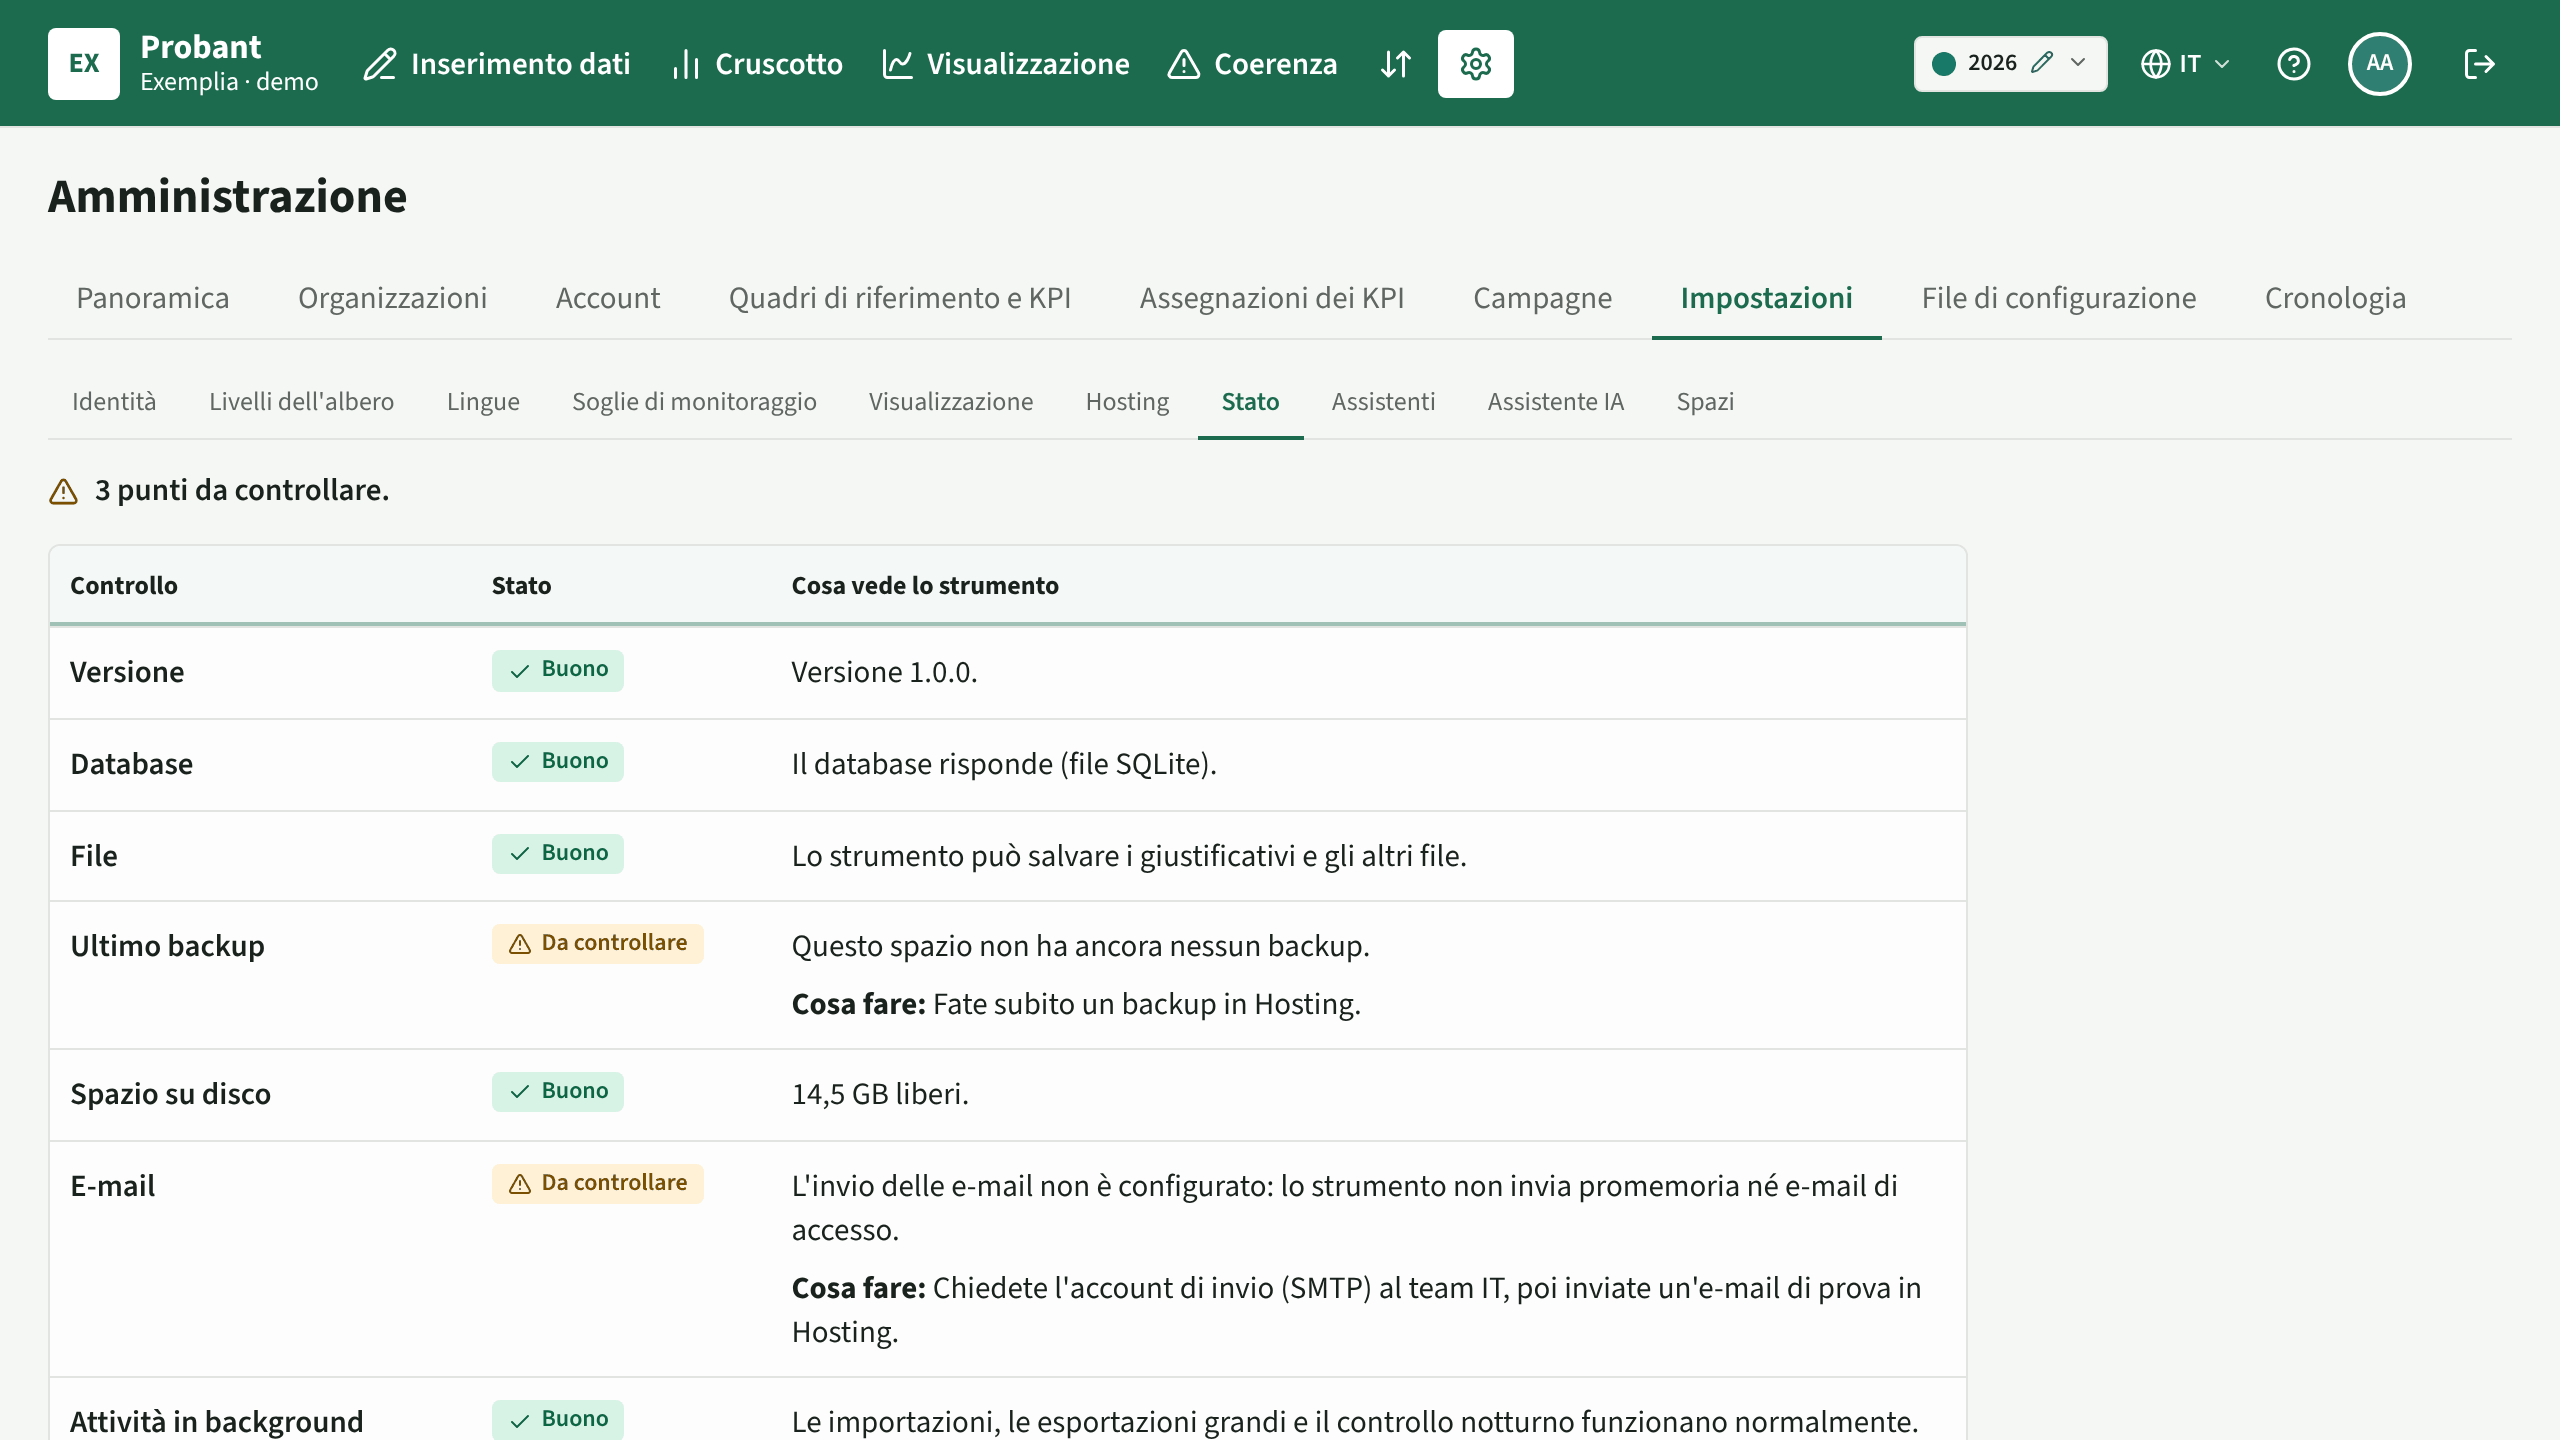 EX
Probant
Exemplia · demo
Inserimento dati
Cruscotto
Visualizzazione
Coerenza
2026
IT
AA
Amministrazione
Panoramica
Organizzazioni
Account
Quadri di riferimento e KPI
Assegnazioni dei KPI
Campagne
Impostazioni
File di configurazione
Cronologia
Identità
Livelli dell'albero
Lingue
Soglie di monitoraggio
Visualizzazione
Hosting
Stato
Assistenti
Assistente IA
Spazi
3 punti da controllare.
Controllo
Stato
Cosa vede lo strumento
Versione
Buono
Versione 1.0.0.
Database
Buono
Il database risponde (file SQLite).
File
Buono
Lo strumento può salvare i giustificativi e gli altri file.
Ultimo backup
Da controllare
Questo spazio non ha ancora nessun backup.
Cosa fare: Fate subito un backup in Hosting.
Spazio su disco
Buono
14,5 GB liberi.
E-mail
Da controllare
L'invio delle e-mail non è configurato: lo strumento non invia promemoria né e-mail di
accesso.
Cosa fare: Chiedete l'account di invio (SMTP) al team IT, poi inviate un'e-mail di prova in
Hosting.
Attività in background
Buono
Le importazioni, le esportazioni grandi e il controllo notturno funzionano normalmente.